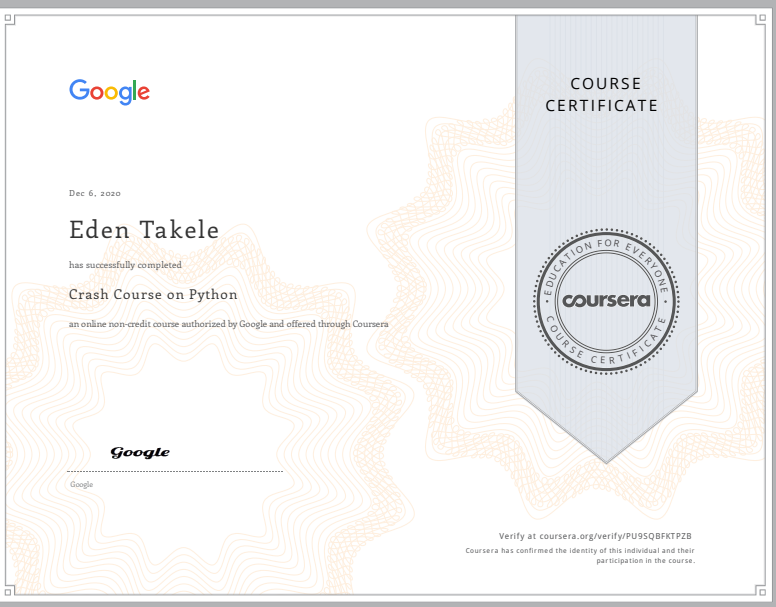 Google
COURSE
CERTIFICATE
Dec 6, 2020
Eden Takele
has successfully completed
Crash Course on Python
an online non-credit course authorized by Google and offered through Coursera
EDUCATION FOR EVERYONE
coursera
COURSE CERTIFICATE
Google
Google
Verify at coursera.org/verify/PU9SQBFKTPZB
Coursera has confirmed the identity of this individual and their
participation in the course.